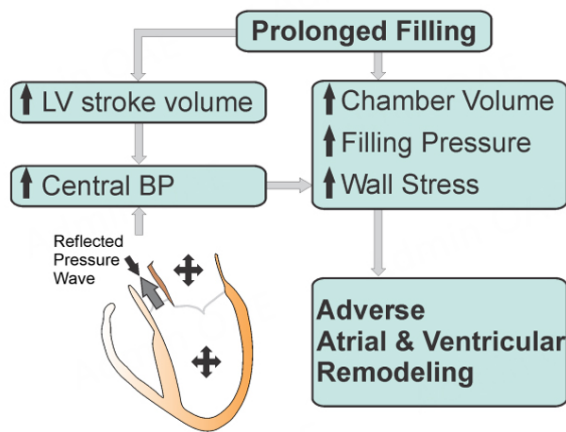 Prolonged Filling
LV stroke volume
Central BP
Chamber Volume
Filling Pressure
Wall Stress
Reflected
Pressure
Wave
Adverse
Atrial & Ventricular
Remodeling